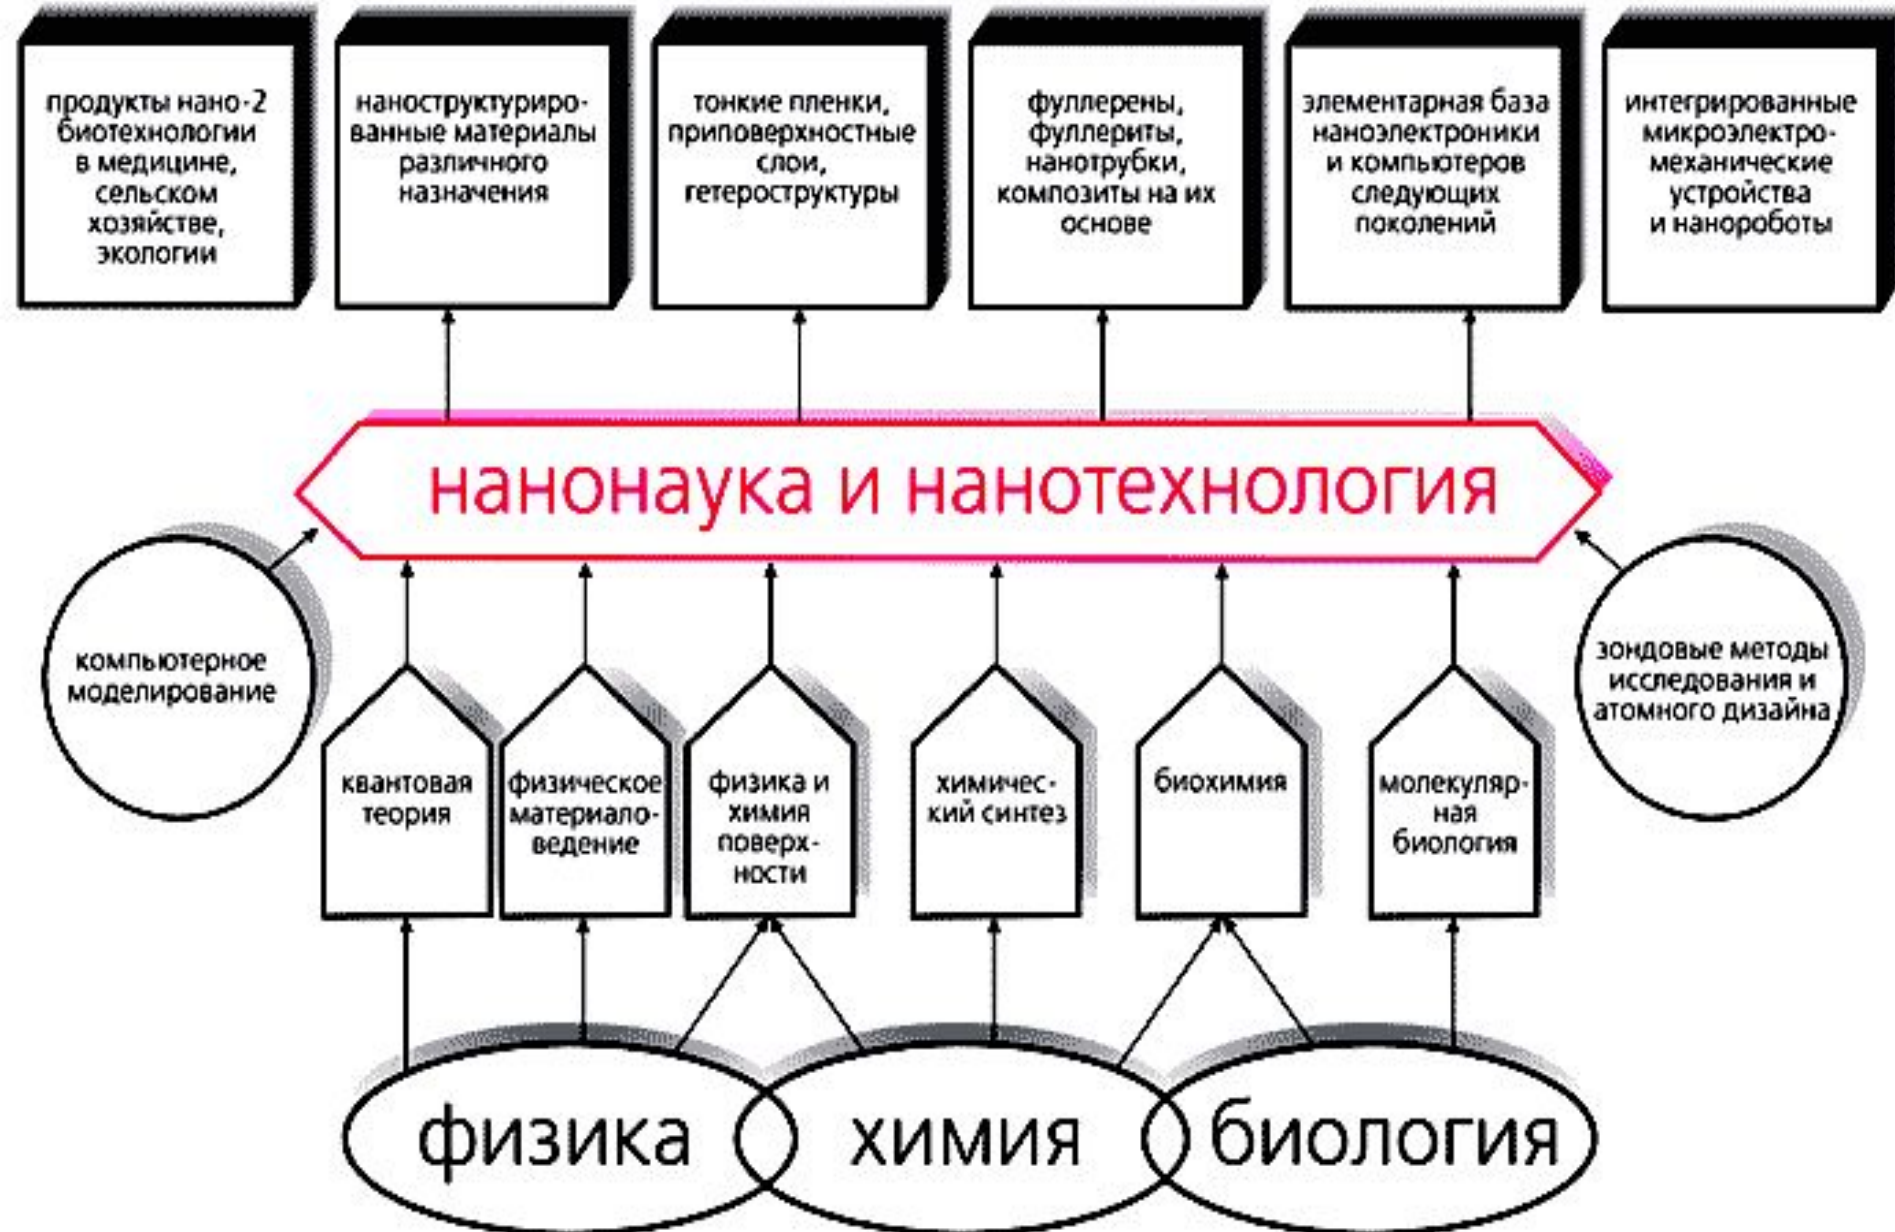 продукты нано-2
биотехнологии
в медицине,
сельском
хозяйстве,
экологии
наноструктуриро-
ванные материалы
различного
назначения
тонкие пленки,
приповерхностные
слои,
гетероструктуры
фуллерены,
фуллериты,
нанотрубки,
композиты на их
основе
элементарная база
наноэлектроники
и компьютеров
следующих
поколений
интегрированные
микроэлектро-
механические
устройства
и нанороботы
нанонаука и нанотехнология
компьютерное
моделирование
зондовые методы
исследования и
атомного дизайна
квантовая
теория
физическое
материало-
ведение
физика и
химия
поверх-
ности
химичес-
кий синтез
биохимия
молекуляр-
ная
биология
физика
химия
биология